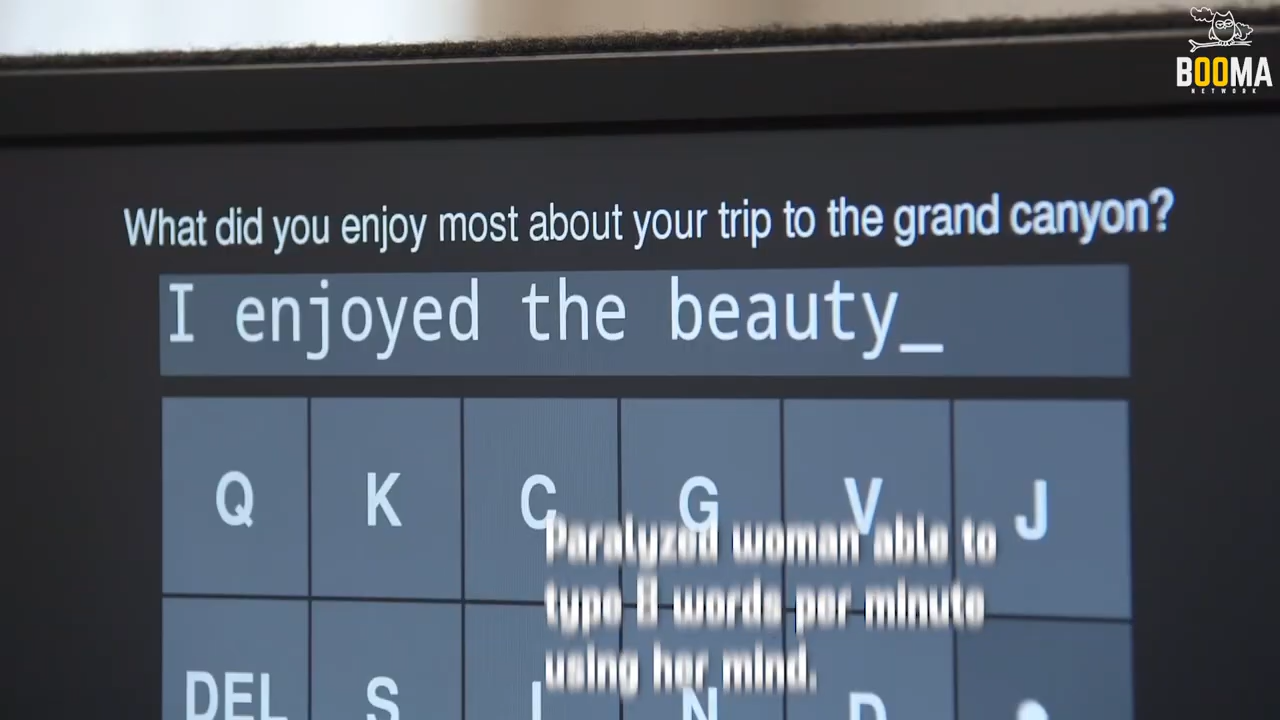 BOOMA
NETWORK
What did you enjoy most about your trip to the grand canyon?
I enjoyed the beauty_
Q K C G V J
Paralyzed woman able to
type 8 words per minute
using her mind.
DEL S I N D